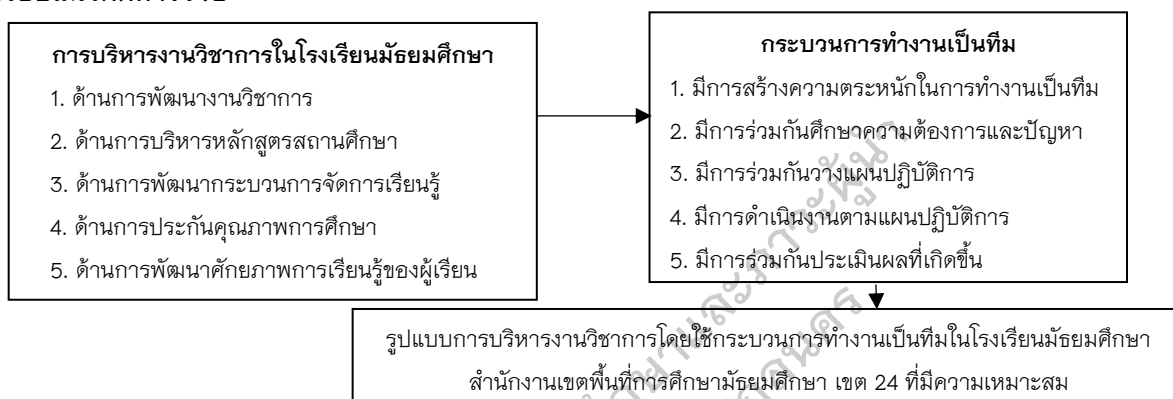 การบริหารงานวิชาการในโรงเรียนมัธยมศึกษา
1. ด้านการพัฒนางานวิชาการ
2. ด้านการบริหารหลักสูตรสถานศึกษา
3. ด้านการพัฒนากระบวนการจัดการเรียนรู้
4. ด้านการประกันคุณภาพการศึกษา
5. ด้านการพัฒนาศักยภาพการเรียนรู้ของผู้เรียน
กระบวนการทำงานเป็นทีม
1. มีการสร้างความตระหนักในการทำงานเป็นทีม
2. มีการร่วมกันศึกษาความต้องการและปัญหา
3. มีการร่วมกันวางแผนปฏิบัติการ
4. มีการดำเนินงานตามแผนปฏิบัติการ
5. มีการร่วมกันประเมินผลที่เกิดขึ้น
รูปแบบการบริหารงานวิชาการโดยใช้กระบวนการทำงานเป็นทีมในโรงเรียนมัธยมศึกษา
สำนักงานเขตพื้นที่การศึกษามัธยมศึกษา เขต 24 ที่มีความเหมาะสม